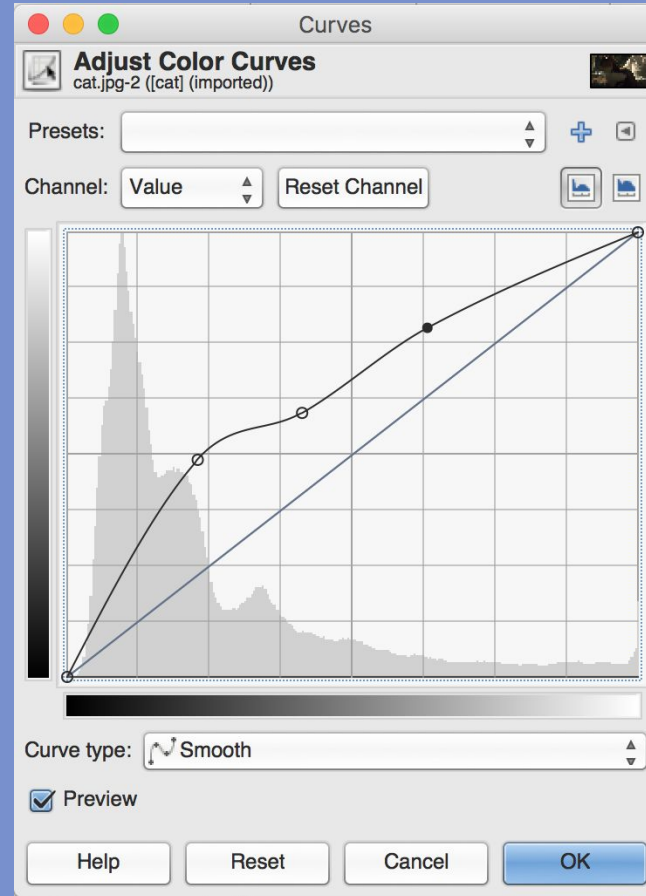 Curves
Adjust Color Curves
cat.jpg-2 ([cat] (imported))
Presets:
Channel: Value Reset Channel
Curve type: Smooth
Preview
Help Reset Cancel OK